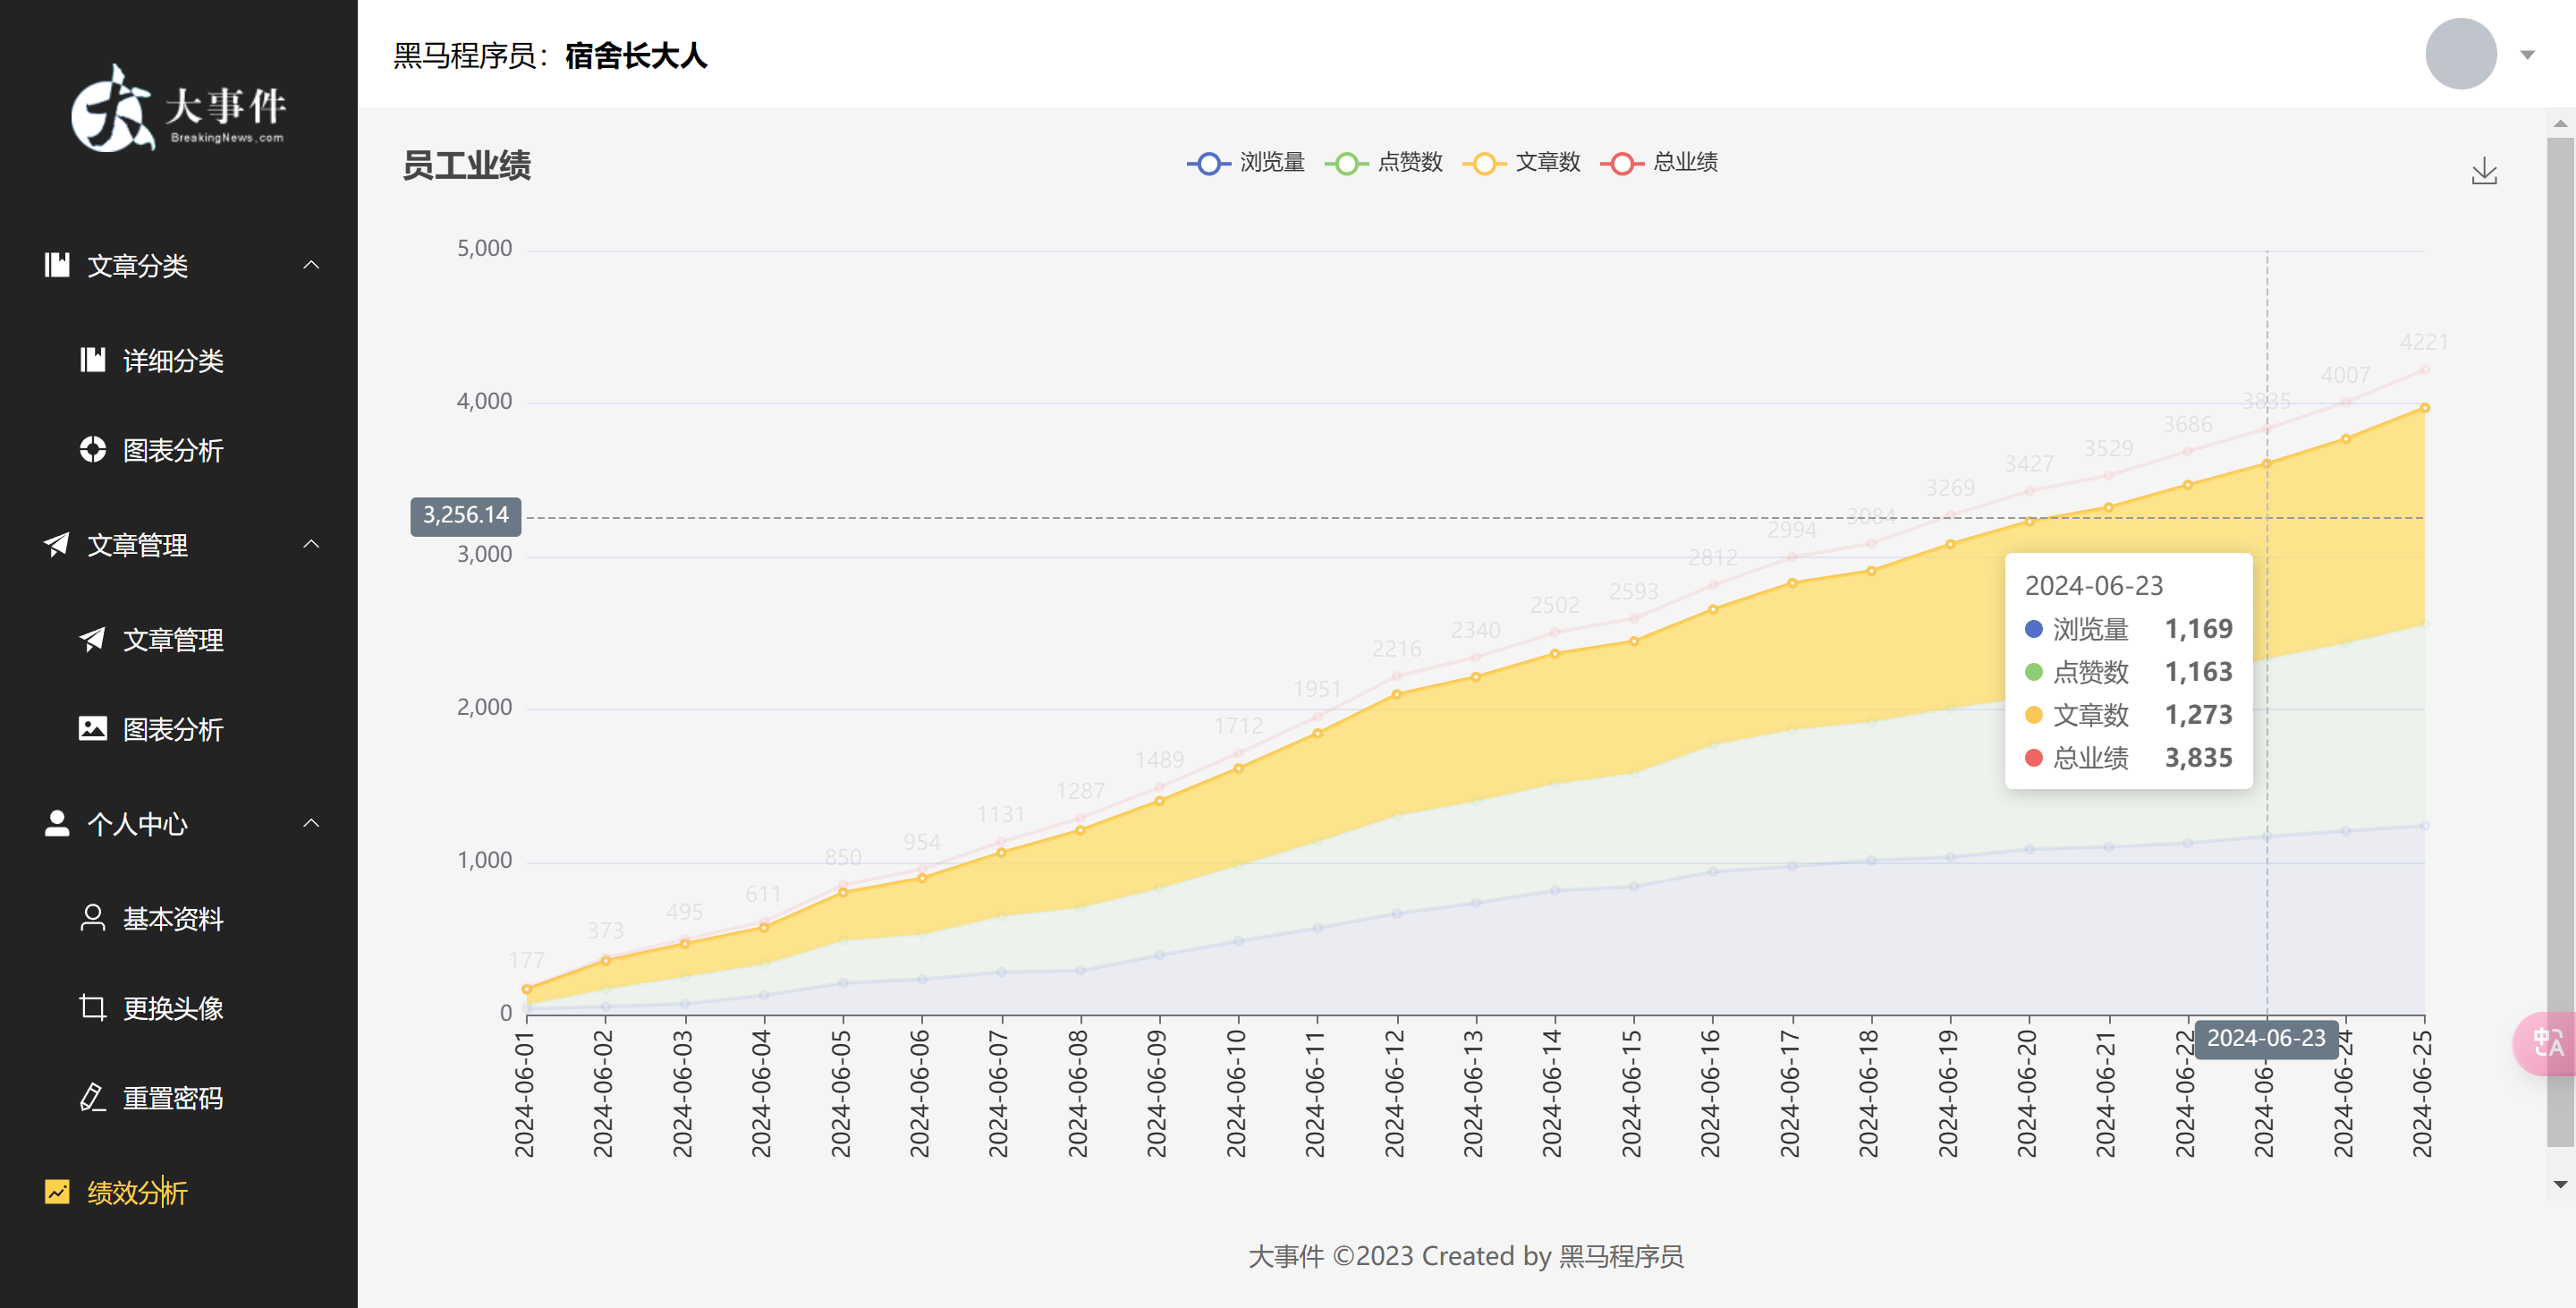 大事件
BreakingNews.com
文章分类
详细分类
图表分析
文章管理
文章管理
图表分析
个人中心
基本资料
更换头像
重置密码
绩效分析
黑马程序员：宿舍长大人
员工业绩
浏览量 点赞数 文章数 总业绩
5,000
4,000
3,256.14
3,000
2,000
1,000
0
177
373
495
611
850
954
1131
1287
1489
1712
1951
2216
2340
2502
2593
2812
2994
3084
3269
3427
3529
3686
3835
4007
4221
2024-06-23
浏览量 1,169
点赞数 1,163
文章数 1,273
总业绩 3,835
2024-06-01
2024-06-02
2024-06-03
2024-06-04
2024-06-05
2024-06-06
2024-06-07
2024-06-08
2024-06-09
2024-06-10
2024-06-11
2024-06-12
2024-06-13
2024-06-14
2024-06-15
2024-06-16
2024-06-17
2024-06-18
2024-06-19
2024-06-20
2024-06-21
2024-06-22
2024-06-23
2024-06-24
2024-06-25
中A
大事件 ©2023 Created by 黑马程序员